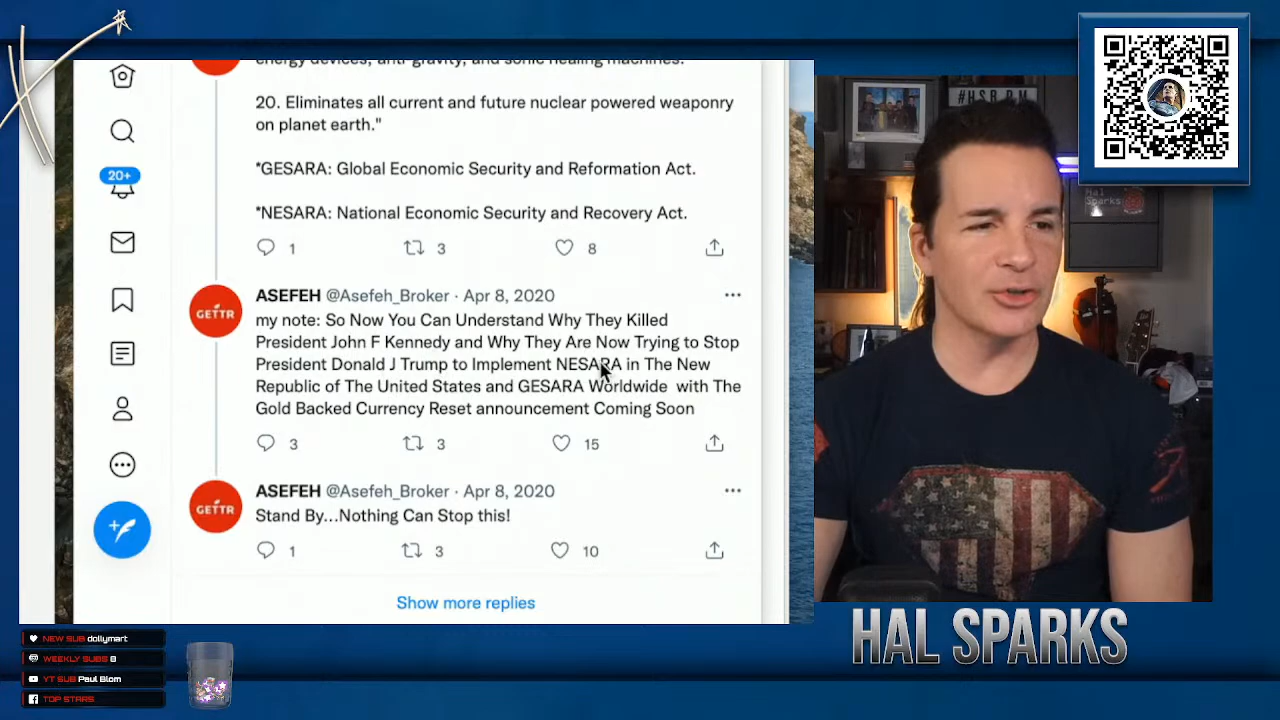 energy devices, anti-gravity, and sonic healing machines.
20. Eliminates all current and future nuclear powered weaponry
on planet earth."
*GESARA: Global Economic Security and Reformation Act.
*NESARA: National Economic Security and Recovery Act.
1 3 8
20+
ASEFEH @Asefeh_Broker · Apr 8, 2020
GETTR
my note: So Now You Can Understand Why They Killed
President John F Kennedy and Why They Are Now Trying to Stop
President Donald J Trump to Implement NESARA in The New
Republic of The United States and GESARA Worldwide with The
Gold Backed Currency Reset announcement Coming Soon
3 3 15
ASEFEH @Asefeh_Broker · Apr 8, 2020
GETTR
Stand By...Nothing Can Stop this!
1 3 10
Show more replies
Hal
Sparks
HAL SPARKS
NEW SUB dollymart
WEEKLY SUBS 8
YT SUB Paul Blom
TOP STARS